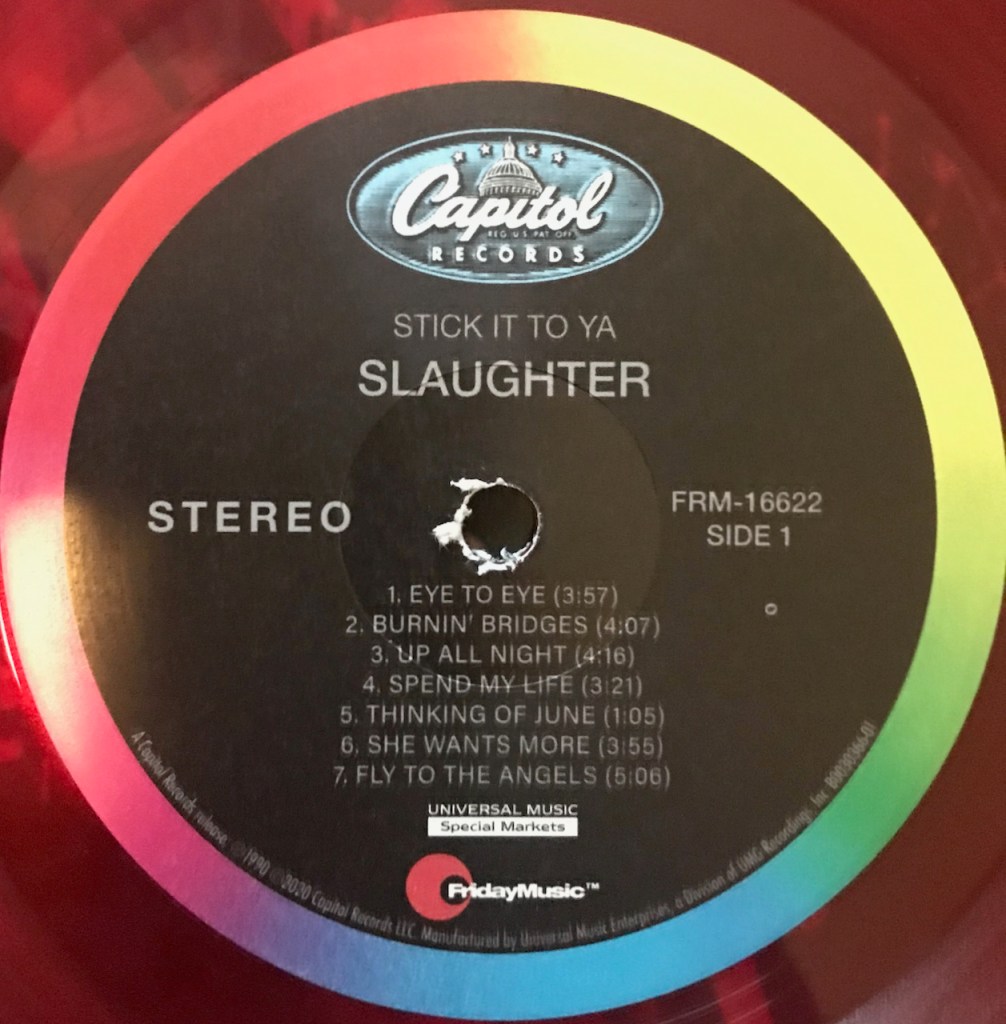 Capitol
REG. U.S. PAT. OFF.
RECORDS
STICK IT TO YA
SLAUGHTER
STEREO
FRM-16622
SIDE 1
1. EYE TO EYE (3:57)
2. BURNIN' BRIDGES (4:07)
3. UP ALL NIGHT (4:16)
4. SPEND MY LIFE (3:21)
5. THINKING OF JUNE (1:05)
6. SHE WANTS MORE (3:55)
7. FLY TO THE ANGELS (5:06)
UNIVERSAL MUSIC
Special Markets
FridayMusic™
A Capitol Records release. ℗1990 ©2020 Capitol Records LLC. Manufactured by Universal Music Enterprises, a Division of UMG Recordings, Inc.